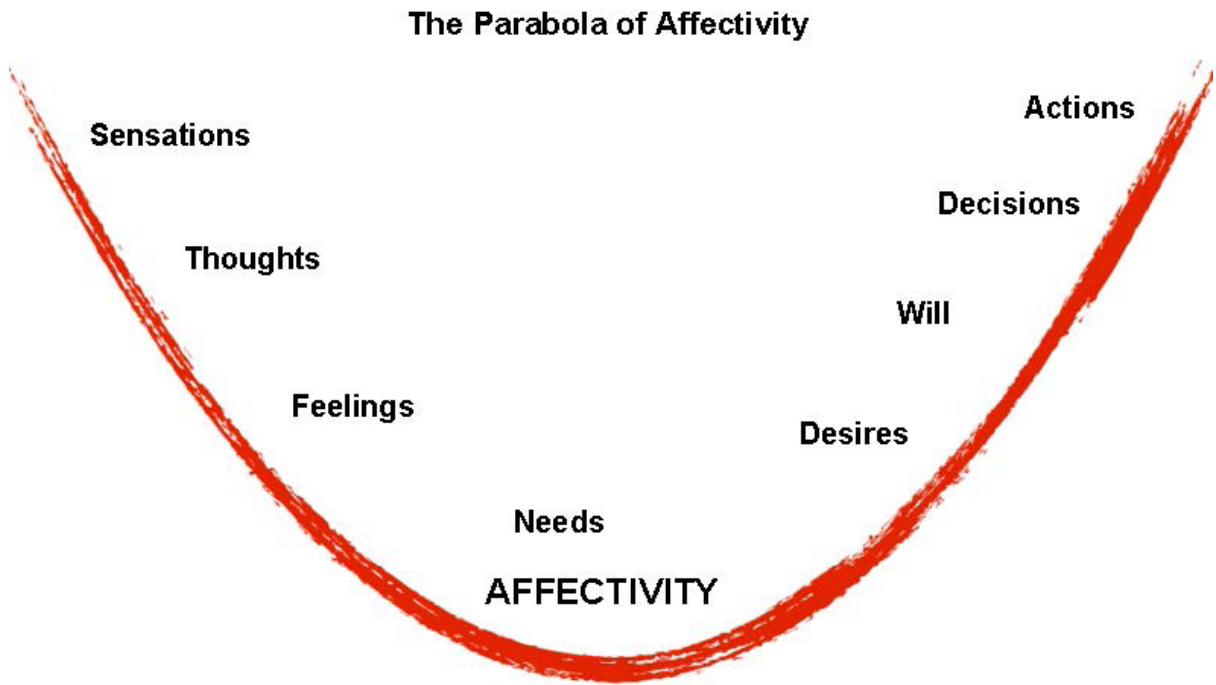 The Parabola of Affectivity
Sensations
Thoughts
Feelings
Needs
AFFECTIVITY
Desires
Will
Decisions
Actions